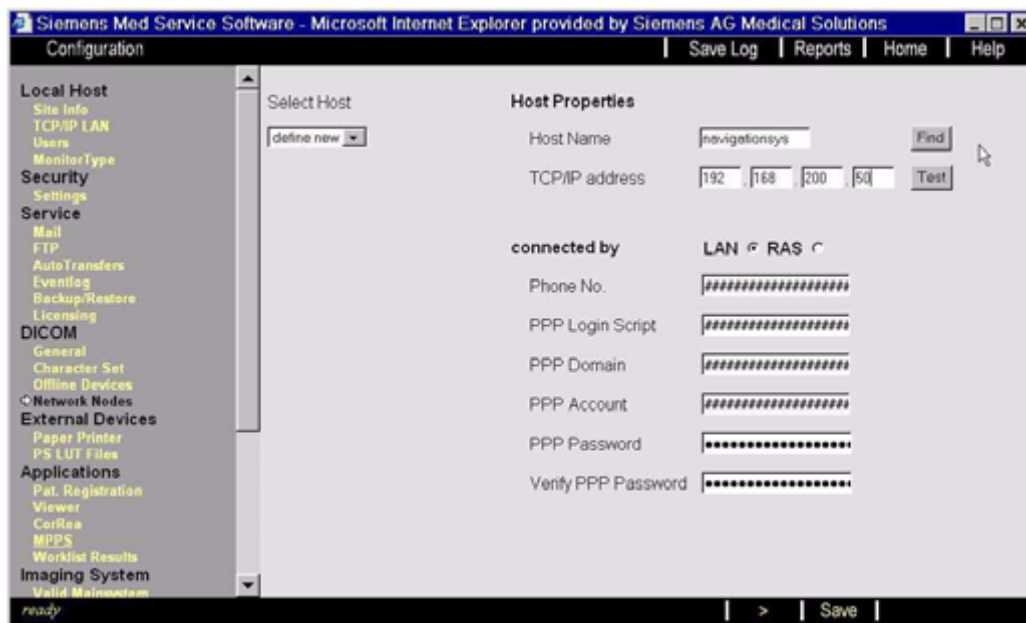 Siemens Med Service Software - Microsoft Internet Explorer provided by Siemens AG Medical Solutions
Configuration
Save Log
Reports
Home
Help
Local Host
Site Info
TCP/IP LAN
Users
MonitorType
Security
Settings
Service
Mail
FTP
AutoTransfers
Eventlog
Backup/Restore
Licensing
DICOM
General
Character Set
Offline Devices
Network Nodes
External Devices
Paper Printer
PS LUT Files
Applications
Pat. Registration
Viewer
CorRea
MPPS
Worklist Results
Imaging System
Valid Mainsystem
Select Host
define new
Host Properties
Host Name navigationsys Find
TCP/IP address 192 .168 .200 .50 Test
connected by LAN RAS
Phone No. ###################
PPP Login Script ###################
PPP Domain ###################
PPP Account ###################
PPP Password ••••••••••••••••••
Verify PPP Password ••••••••••••••••••
ready
> Save